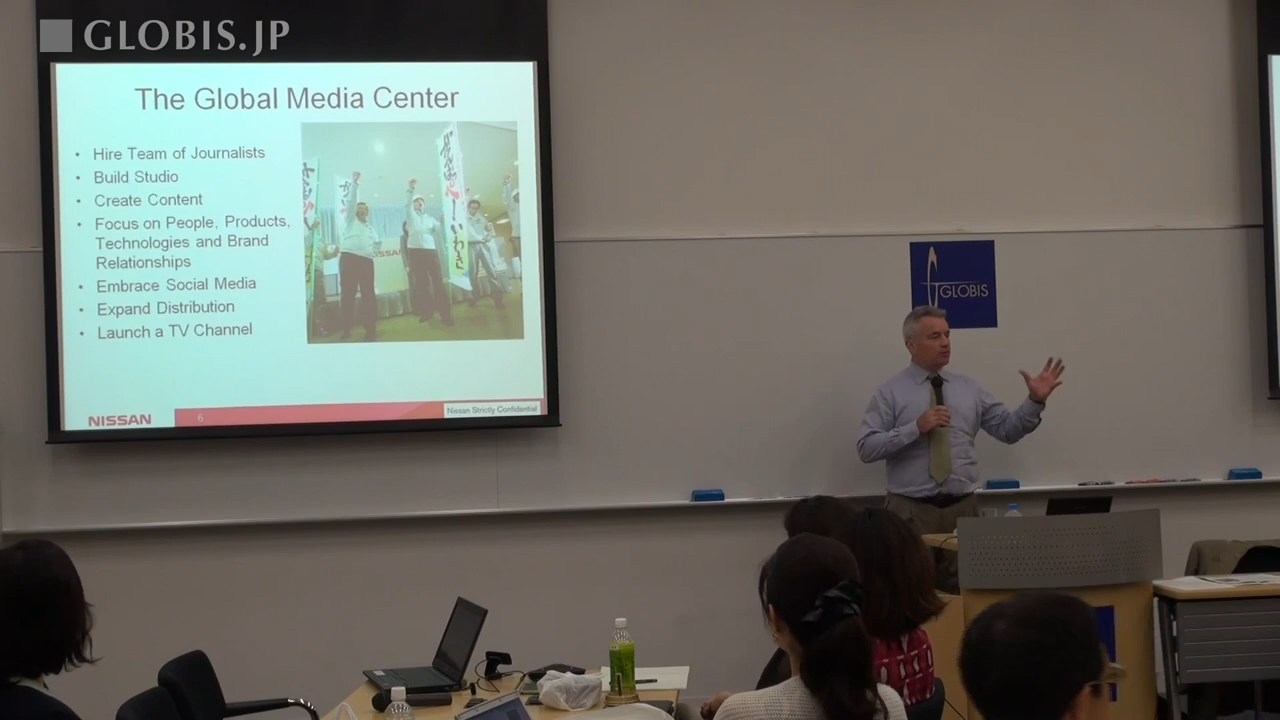 GLOBIS.JP
The Global Media Center
• Hire Team of Journalists
• Build Studio
• Create Content
• Focus on People, Products,
Technologies and Brand
Relationships
• Embrace Social Media
• Expand Distribution
• Launch a TV Channel
NISSAN
6
Nissan Strictly Confidential
GLOBIS